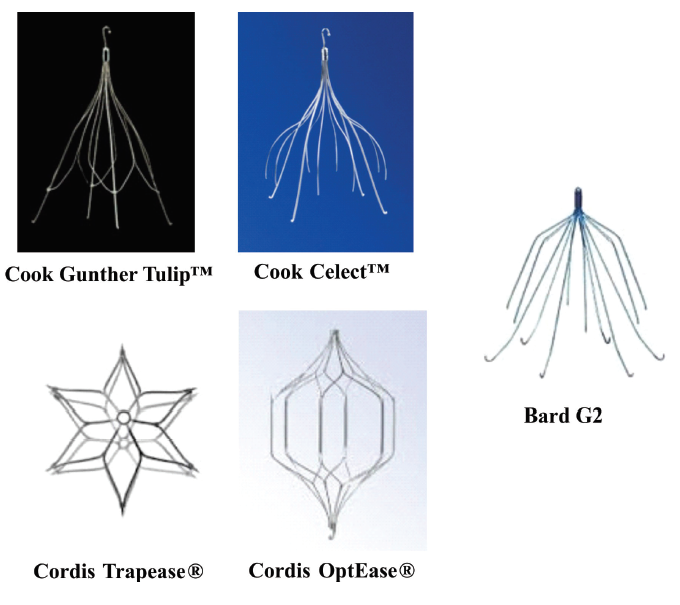 Cook Gunther Tulip™
Cook Celect™
Bard G2
Cordis Trapease®
Cordis OptEase®